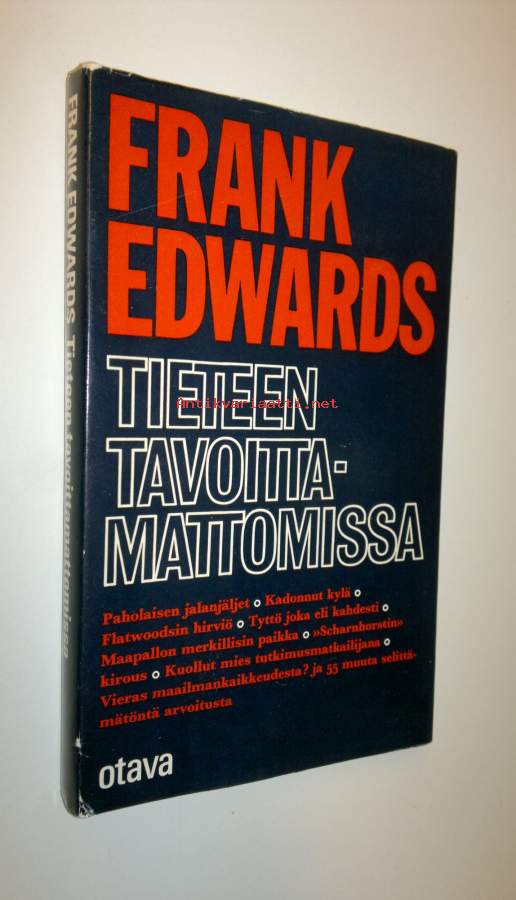 FRANK
EDWARDS
TIETEEN
Antikvariaatti.net
TAVOITTA-
MATTOMISSA
Paholaisen jalanjäljet o Kadonnut kylä o
Flatwoodsin hirviö o Tyttö joka eli kahdesti o
Maapallon merkillisin paikka o »Scharnhorstin»
kirous o Kuollut mies tutkimusmatkailijana o
Vieras maailmankaikkeudesta? ja 55 muuta selittä-
mätöntä arvoitusta
otava
FRANK EDWARDS Tieteen tavoittamattomissa